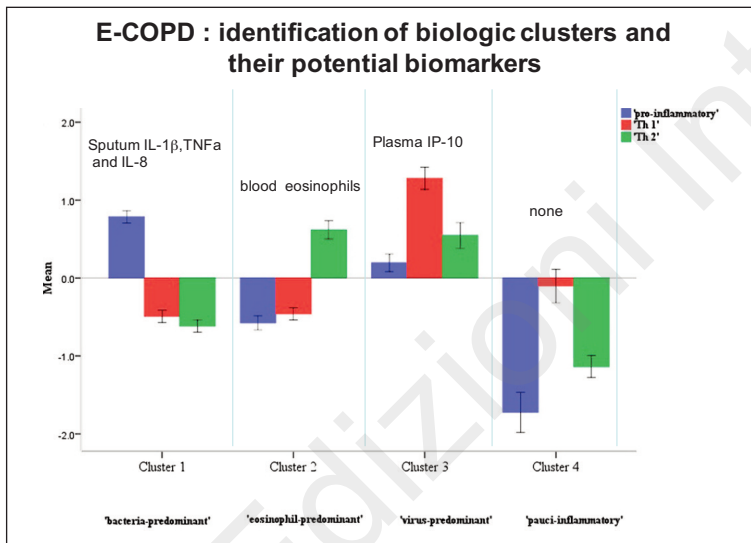 E-COPD : identification of biologic clusters and
their potential biomarkers
'pro-inflammatory'
'Th 1'
'Th 2'
Sputum IL-1β,TNFa
and IL-8
blood eosinophils
Plasma IP-10
none
2.0
1.0
0.0
-1.0
-2.0
Mean
Cluster 1
Cluster 2
Cluster 3
Cluster 4
'bacteria-predominant'
'eosinophil-predominant'
'virus-predominant'
'pauci-inflammatory'
Edizioni Int